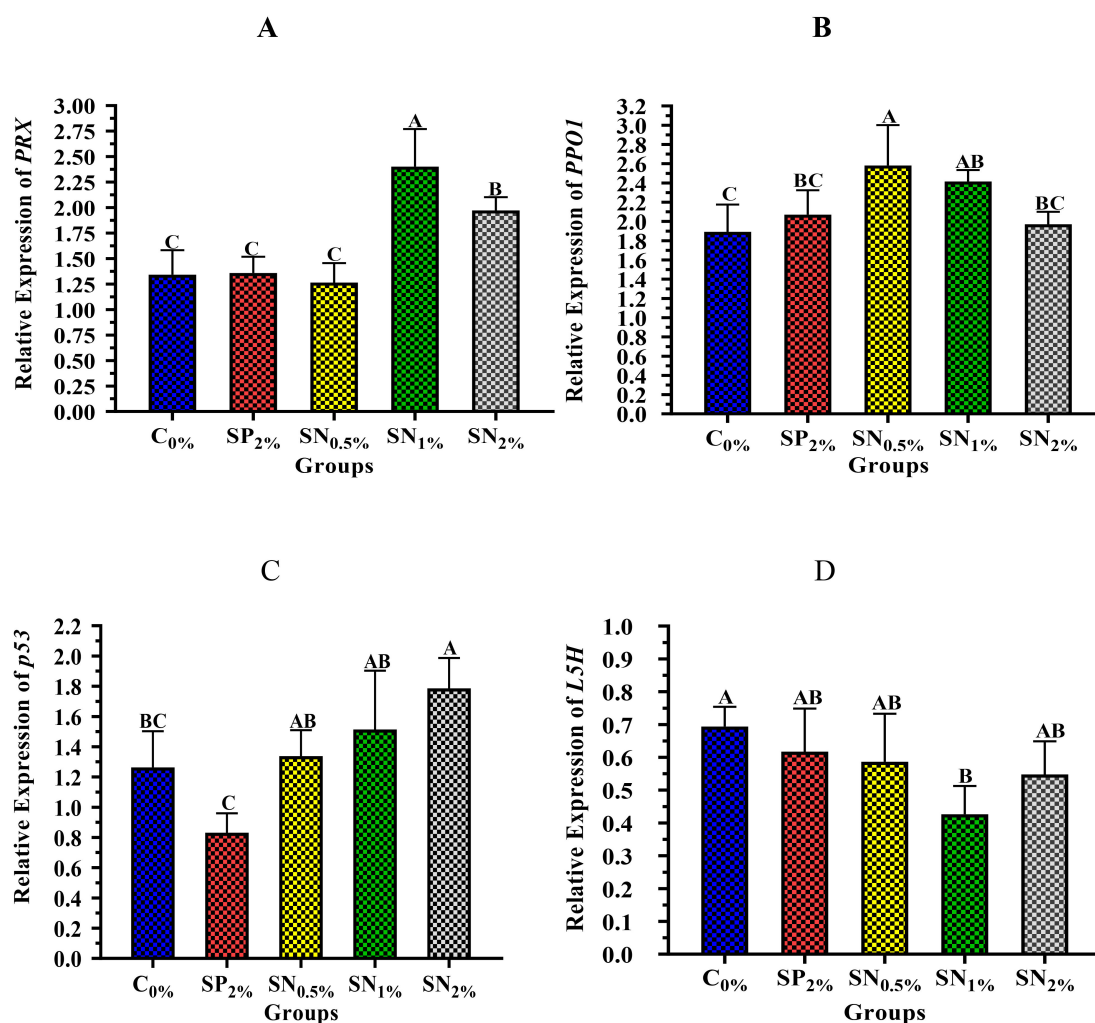 A
Relative Expression of PRX
3.00
2.75
2.50
2.25
2.00
1.75
1.50
1.25
1.00
0.75
0.50
0.25
0.00
C
C
C
A
B
C0%
SP2%
SN0.5%
SN1%
SN2%
Groups
B
Relative Expression of PPO1
3.2
3.0
2.8
2.6
2.4
2.2
2.0
1.8
1.6
1.4
1.2
1.0
0.8
0.6
0.4
0.2
0.0
C
BC
A
AB
BC
C0%
SP2%
SN0.5%
SN1%
SN2%
Groups
C
Relative Expression of p53
2.2
2.0
1.8
1.6
1.4
1.2
1.0
0.8
0.6
0.4
0.2
0.0
BC
C
AB
AB
A
C0%
SP2%
SN0.5%
SN1%
SN2%
Groups
D
Relative Expression of L5H
1.0
0.9
0.8
0.7
0.6
0.5
0.4
0.3
0.2
0.1
0.0
A
AB
AB
B
AB
C0%
SP2%
SN0.5%
SN1%
SN2%
Groups